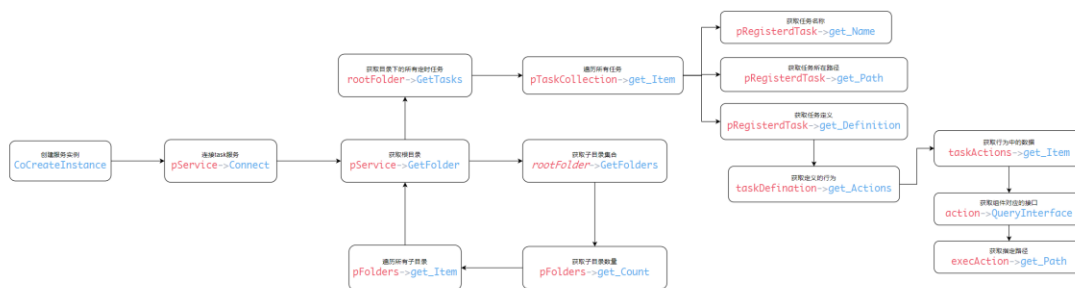 获取任务名称
pRegisterdTask->get_Name
获取目录下的所有定时任务
rootFolder->GetTasks
遍历所有任务
pTaskCollection->get_Item
获取任务所在路径
pRegisterdTask->get_Path
获取任务定义
pRegisterdTask->get_Definition
创建服务实例
CoCreateInstance
连接task服务
pService->Connect
获取根目录
pService->GetFolder
获取子目录集合
rootFolder->GetFolders
获取定义的行为
taskDefination->get_Actions
获取行为中的数据
taskActions->get_Item
获取组件对应的接口
action->QueryInterface
获取指定路径
execAction->get_Path
遍历所有子目录
pFolders->get_Item
获取子目录数量
pFolders->get_Count